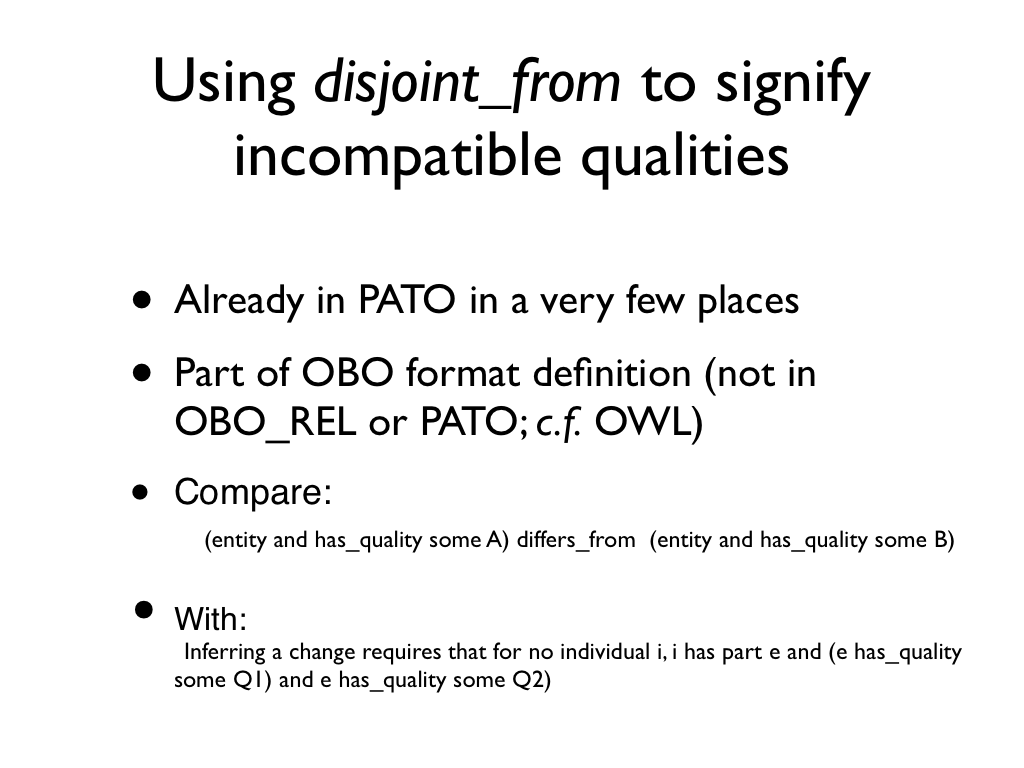 Using disjoint_from to signify
incompatible qualities
• Already in PATO in a very few places
• Part of OBO format definition (not in
OBO_REL or PATO; c.f. OWL)
• Compare:
(entity and has_quality some A) differs_from (entity and has_quality some B)
• With:
Inferring a change requires that for no individual i, i has part e and (e has_quality
some Q1) and e has_quality some Q2)